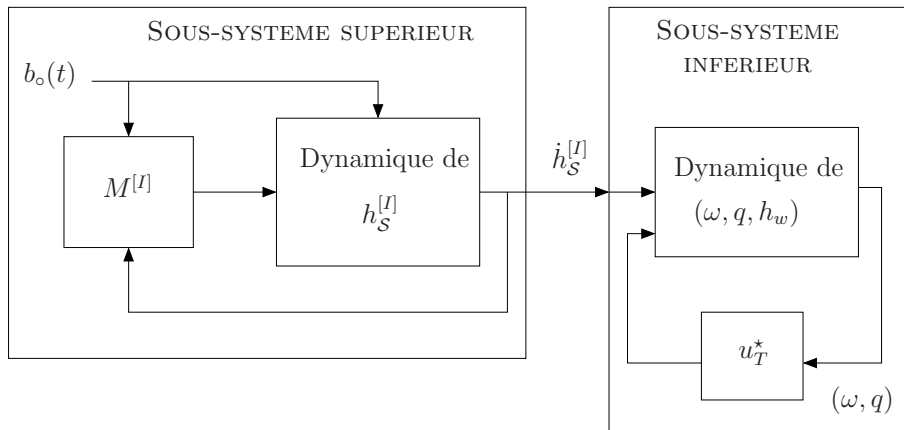 SOUS-SYSTEME SUPERIEUR
b∘(t)
M^{[I]}
Dynamique de
h_𝒮^{[I]}
ḣ_𝒮^{[I]}
SOUS-SYSTEME
INFERIEUR
Dynamique de
(ω, q, h_w)
u_T^⋆
(ω, q)